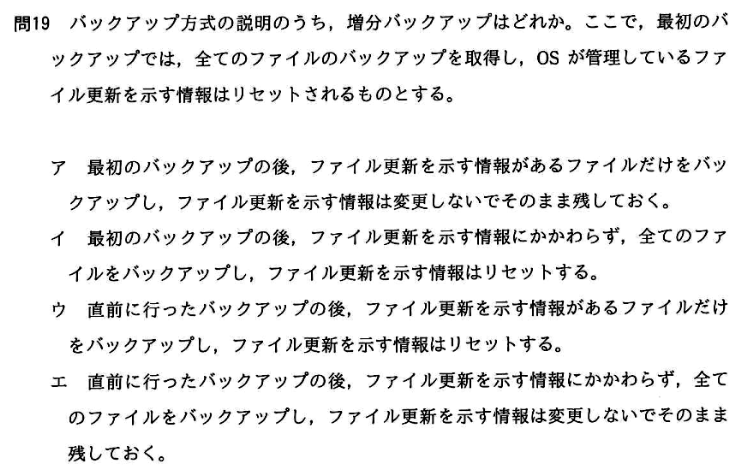 問19 バックアップ方式の説明のうち，増分バックアップはどれか。ここで，最初のバ
ックアップでは，全てのファイルのバックアップを取得し，OS が管理しているファ
イル更新を示す情報はリセットされるものとする。
ア 最初のバックアップの後，ファイル更新を示す情報があるファイルだけをバッ
クアップし，ファイル更新を示す情報は変更しないでそのまま残しておく。
イ 最初のバックアップの後，ファイル更新を示す情報にかかわらず，全てのファ
イルをバックアップし，ファイル更新を示す情報はリセットする。
ウ 直前に行ったバックアップの後，ファイル更新を示す情報があるファイルだけ
をバックアップし，ファイル更新を示す情報はリセットする。
エ 直前に行ったバックアップの後，ファイル更新を示す情報にかかわらず，全て
のファイルをバックアップし，ファイル更新を示す情報は変更しないでそのまま
残しておく。